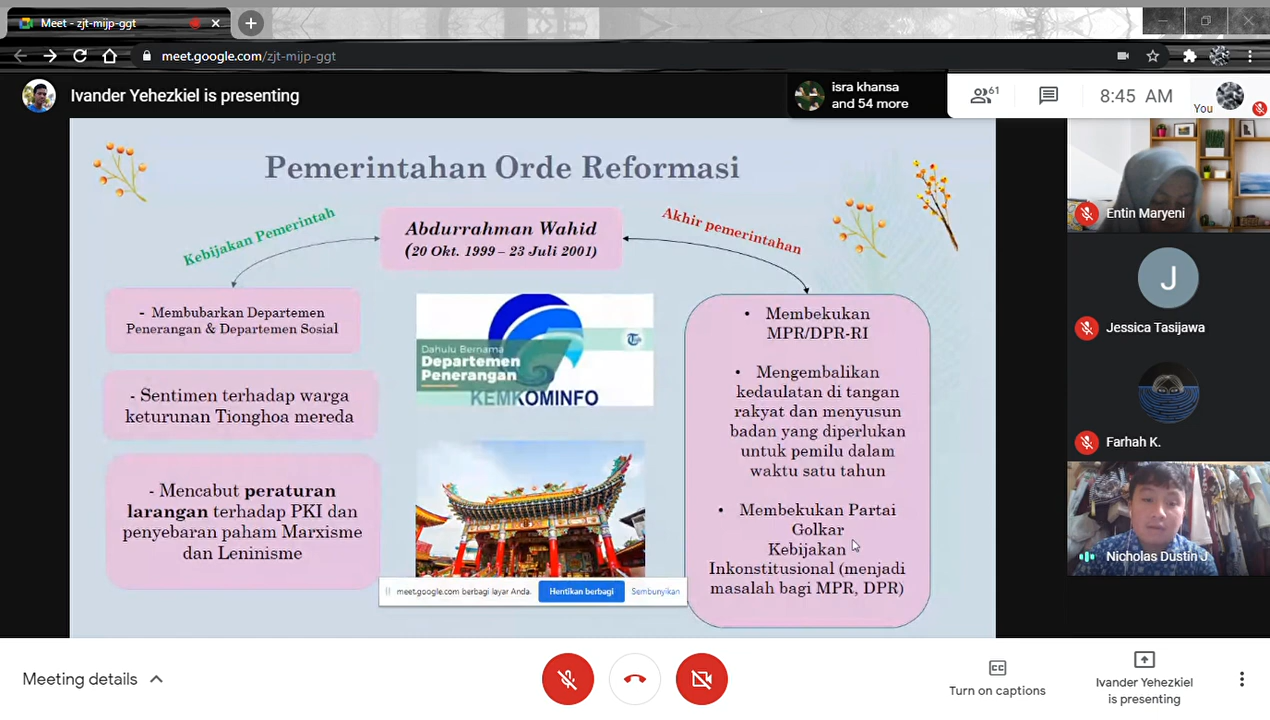 Meet - zjt-mijp-ggt
meet.google.com/zjt-mijp-ggt
Ivander Yehezkiel is presenting
isra khansa
and 54 more
61
8:45 AM
You
Pemerintahan Orde Reformasi
Kebijakan Pemerintah
Abdurrahman Wahid
(20 Okt. 1999 – 23 Juli 2001)
Akhir pemerintahan
- Membubarkan Departemen
Penerangan & Departemen Sosial
- Sentimen terhadap warga
keturunan Tionghoa mereda
- Mencabut peraturan
larangan terhadap PKI dan
penyebaran paham Marxisme
dan Leninisme
Dahulu Bernama
Departemen
Penerangan
KEMKOMINFO
• Membekukan
MPR/DPR-RI
• Mengembalikan
kedaulatan di tangan
rakyat dan menyusun
badan yang diperlukan
untuk pemilu dalam
waktu satu tahun
• Membekukan Partai
Golkar
Kebijakan
Inkonstitusional (menjadi
masalah bagi MPR, DPR)
meet.google.com berbagi layar Anda.
Hentikan berbagi
Sembunyikan
Entin Maryeni
J
Jessica Tasijawa
Farhah K.
Nicholas Dustin J.
Meeting details
CC
Turn on captions
Ivander Yehezkiel
is presenting